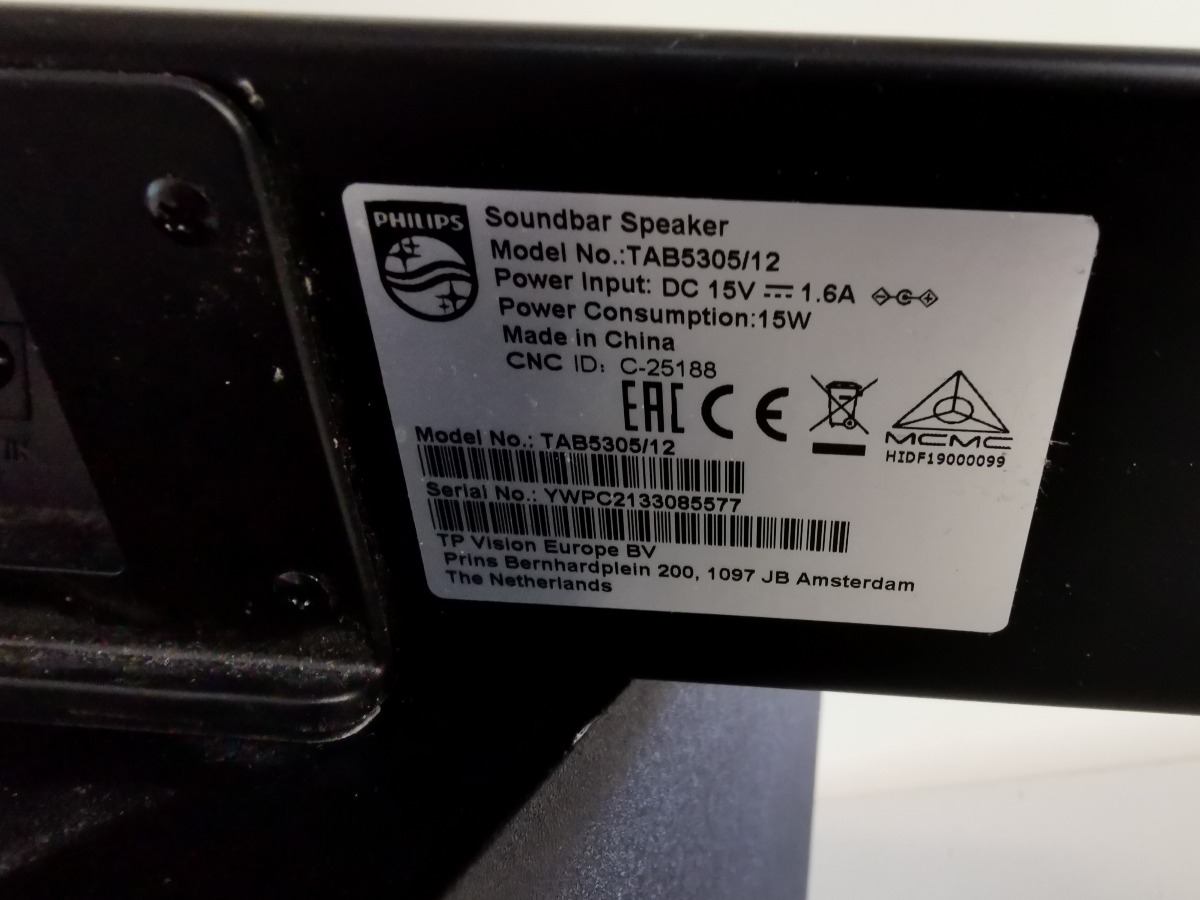 PHILIPS
Soundbar Speaker
Model No.:TAB5305/12
Power Input: DC 15V 1.6A
Power Consumption:15W
Made in China
CNC ID: C-25188
EAC CE
MCMC
HIDF19000099
Model No.: TAB5305/12
Serial No.: YWPC2133085577
TP Vision Europe BV
Prins Bernhardplein 200, 1097 JB Amsterdam
The Netherlands